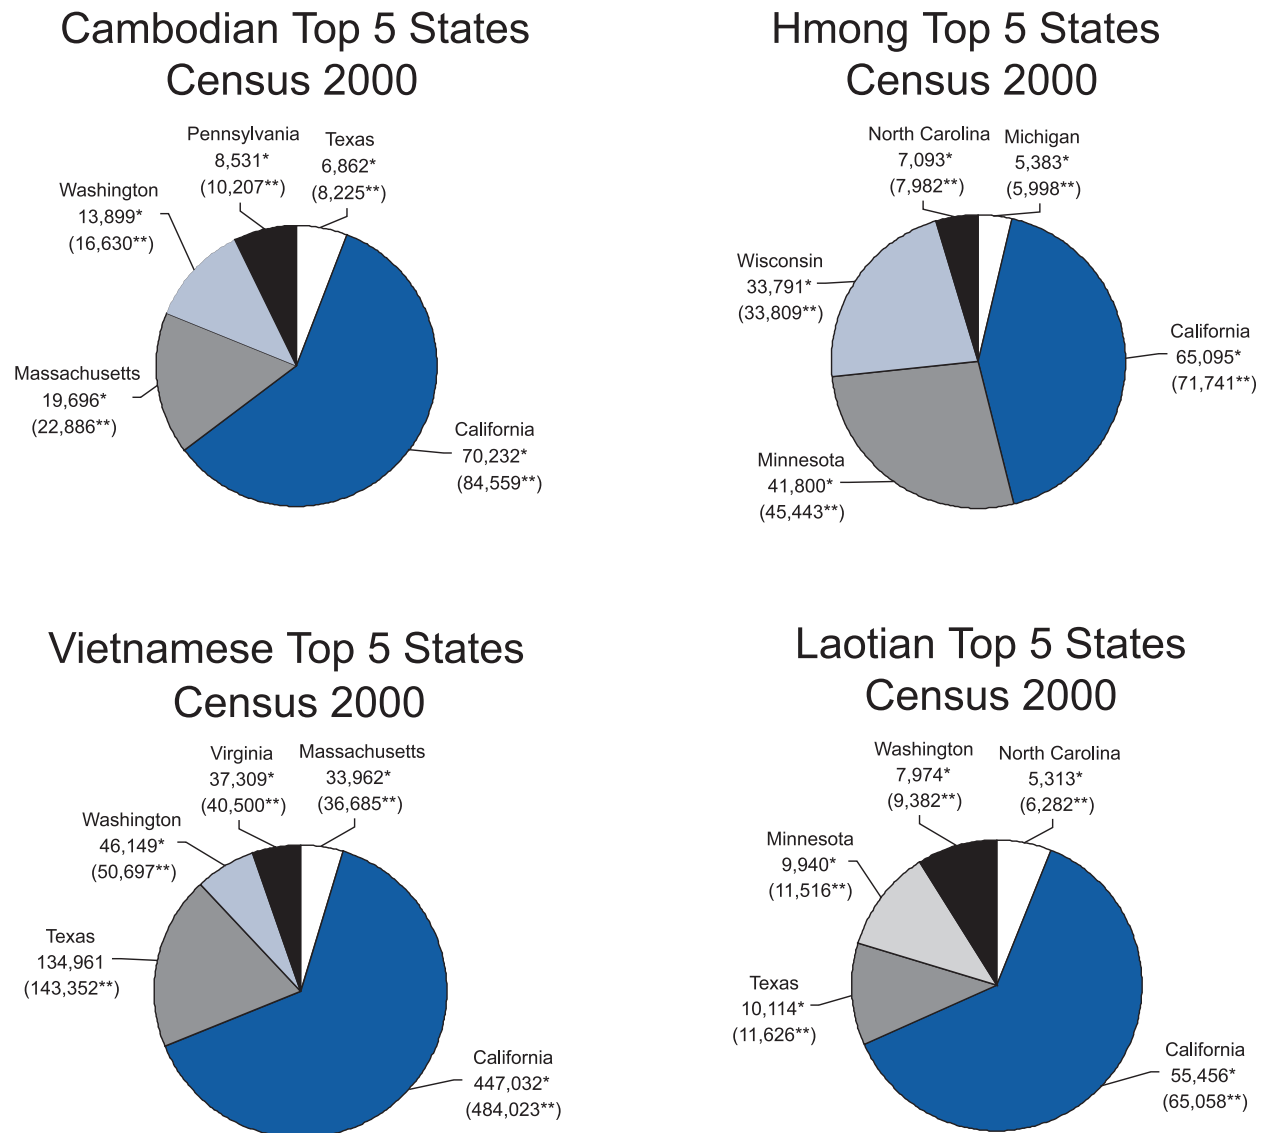 Cambodian Top 5 States
Census 2000
Pennsylvania
8,531*
(10,207**)
Texas
6,862*
(8,225**)
Washington
13,899*
(16,630**)
Massachusetts
19,696*
(22,886**)
California
70,232*
(84,559**)
Hmong Top 5 States
Census 2000
North Carolina
7,093*
(7,982**)
Michigan
5,383*
(5,998**)
Wisconsin
33,791*
(33,809**)
California
65,095*
(71,741**)
Minnesota
41,800*
(45,443**)
Vietnamese Top 5 States
Census 2000
Virginia
37,309*
(40,500**)
Massachusetts
33,962*
(36,685**)
Washington
46,149*
(50,697**)
Texas
134,961
(143,352**)
California
447,032*
(484,023**)
Laotian Top 5 States
Census 2000
Washington
7,974*
(9,382**)
North Carolina
5,313*
(6,282**)
Minnesota
9,940*
(11,516**)
Texas
10,114*
(11,626**)
California
55,456*
(65,058**)